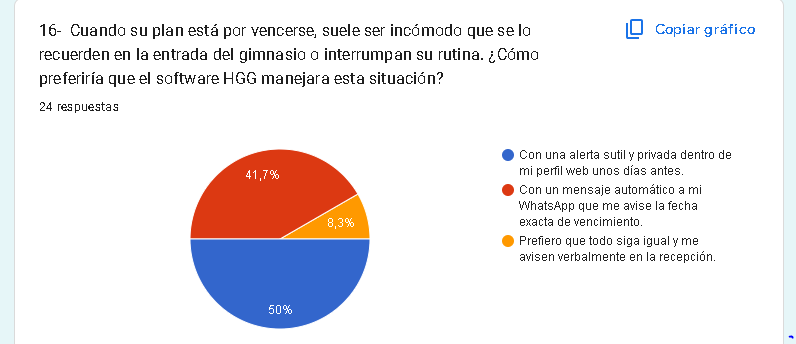 16- Cuando su plan está por vencerse, suele ser incómodo que se lo
recuerden en la entrada del gimnasio o interrumpan su rutina. ¿Cómo
preferiría que el software HGG manejara esta situación?
Copiar gráfico
24 respuestas
41,7%
8,3%
50%
Con una alerta sutil y privada dentro de
mi perfil web unos días antes.
Con un mensaje automático a mi
WhatsApp que me avise la fecha
exacta de vencimiento.
Prefiero que todo siga igual y me
avisen verbalmente en la recepción.